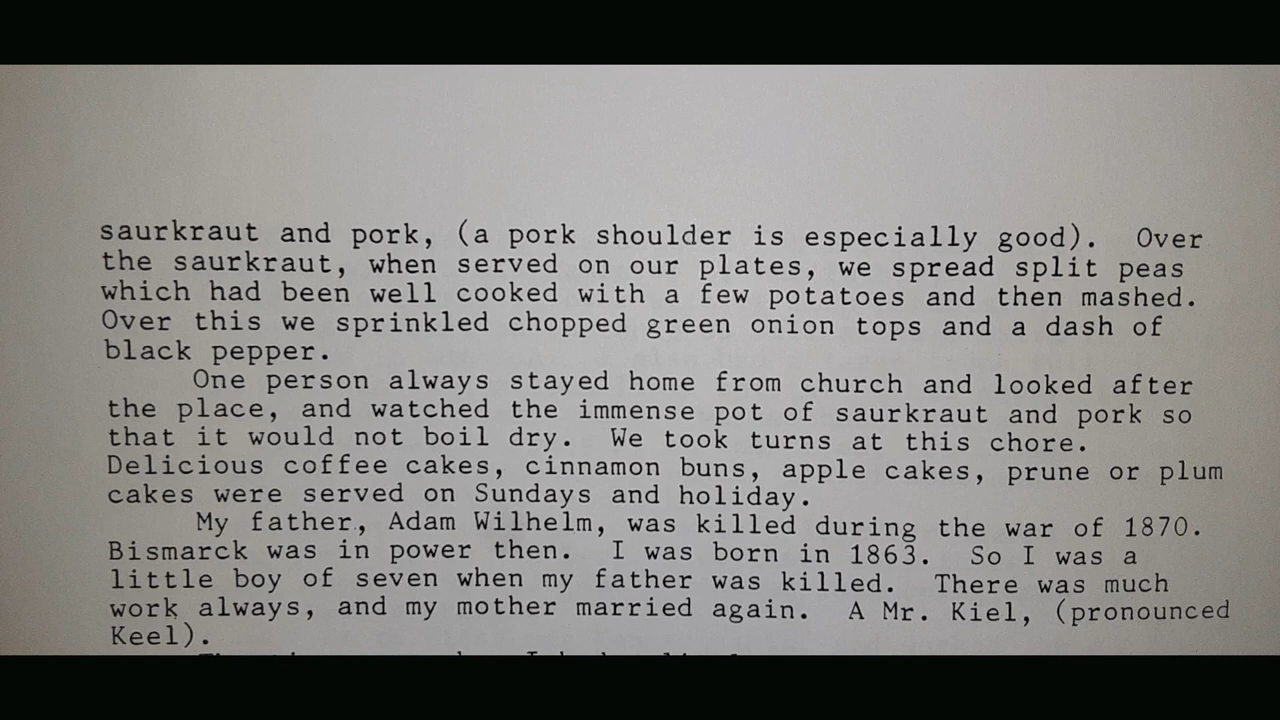 saurkraut and pork, (a pork shoulder is especially good).  Over
the saurkraut, when served on our plates, we spread split peas
which had been well cooked with a few potatoes and then mashed.
Over this we sprinkled chopped green onion tops and a dash of
black pepper.
One person always stayed home from church and looked after
the place, and watched the immense pot of saurkraut and pork so
that it would not boil dry.  We took turns at this chore.
Delicious coffee cakes, cinnamon buns, apple cakes, prune or plum
cakes were served on Sundays and holiday.
My father, Adam Wilhelm, was killed during the war of 1870.
Bismarck was in power then.  I was born in 1863.  So I was a
little boy of seven when my father was killed.  There was much
work always, and my mother married again.  A Mr. Kiel, (pronounced
Keel).